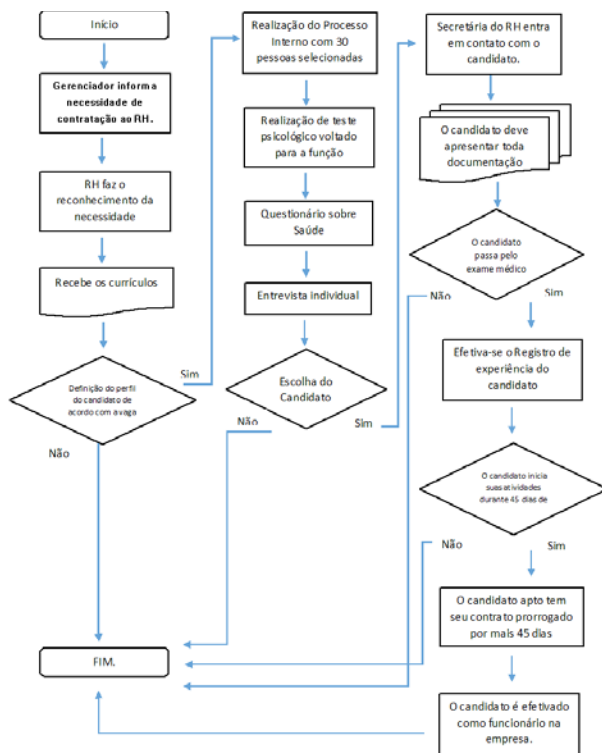 Início
Gerenciador informa
necessidade de
contratação ao RH.
RH faz o
reconhecimento da
necessidade
Recebe os currículos
Definição do perfil
do candidato de
acordo com a vaga
Sim
Não
FIM.
Realização do Processo
Interno com 30
pessoas selecionadas
Realização de teste
psicológico voltado
para a função
Questionário sobre
Saúde
Entrevista individual
Escolha do
Candidato
Não
Sim
Secretária do RH entra
em contato com o
candidato.
O candidato deve
apresentar toda
documentação
O candidato
passa pelo
exame médico
Não
Sim
Efetiva-se o Registro de
experiência do
candidato
O candidato inicia
suas atividades
durante 45 dias de
Não
Sim
O candidato apto tem
seu contrato prorrogado
por mais 45 dias
O candidato é efetivado
como funcionário na
empresa.